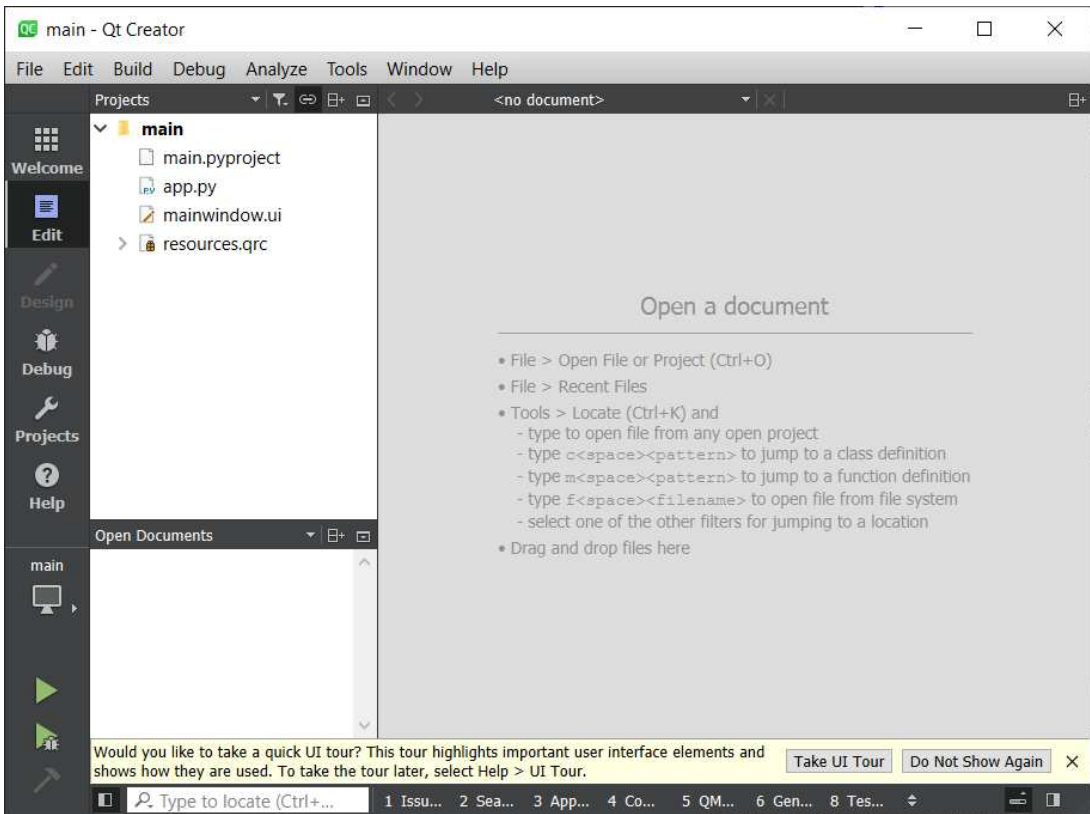 QC main - Qt Creator
File Edit Build Debug Analyze Tools Window Help
Projects
<no document>
Welcome
Edit
Design
Debug
Projects
Help
main
main.pyproject
app.py
mainwindow.ui
resources.qrc
Open a document
• File > Open File or Project (Ctrl+O)
• File > Recent Files
• Tools > Locate (Ctrl+K) and
- type to open file from any open project
- type c<space><pattern> to jump to a class definition
- type m<space><pattern> to jump to a function definition
- type f<space><filename> to open file from file system
- select one of the other filters for jumping to a location
• Drag and drop files here
Open Documents
main
Would you like to take a quick UI tour? This tour highlights important user interface elements and
shows how they are used. To take the tour later, select Help > UI Tour.
Take UI Tour Do Not Show Again
Type to locate (Ctrl+... 1 Issu... 2 Sea... 3 App... 4 Co... 5 QM... 6 Gen... 8 Tes...